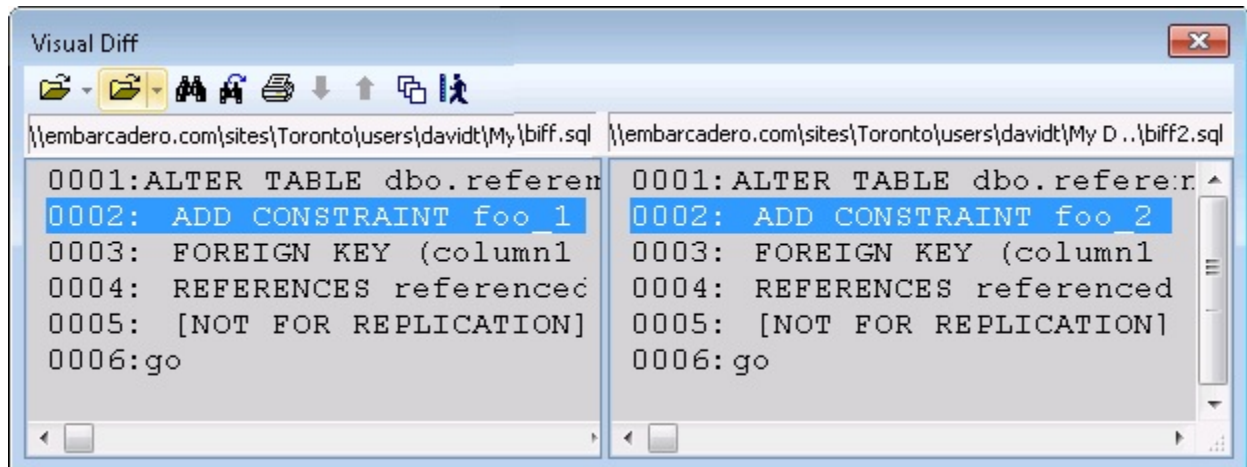 Visual Diff
\\embarcadero.com\sites\Toronto\users\davidt\My\biff.sql
\\embarcadero.com\sites\Toronto\users\davidt\My D ..\biff2.sql
0001:ALTER TABLE dbo.referen
0002: ADD CONSTRAINT foo_1
0003: FOREIGN KEY (column1
0004: REFERENCES referenced
0005: [NOT FOR REPLICATION]
0006:go
0001:ALTER TABLE dbo.referen
0002: ADD CONSTRAINT foo_2
0003: FOREIGN KEY (column1
0004: REFERENCES referenced
0005: [NOT FOR REPLICATION]
0006:go